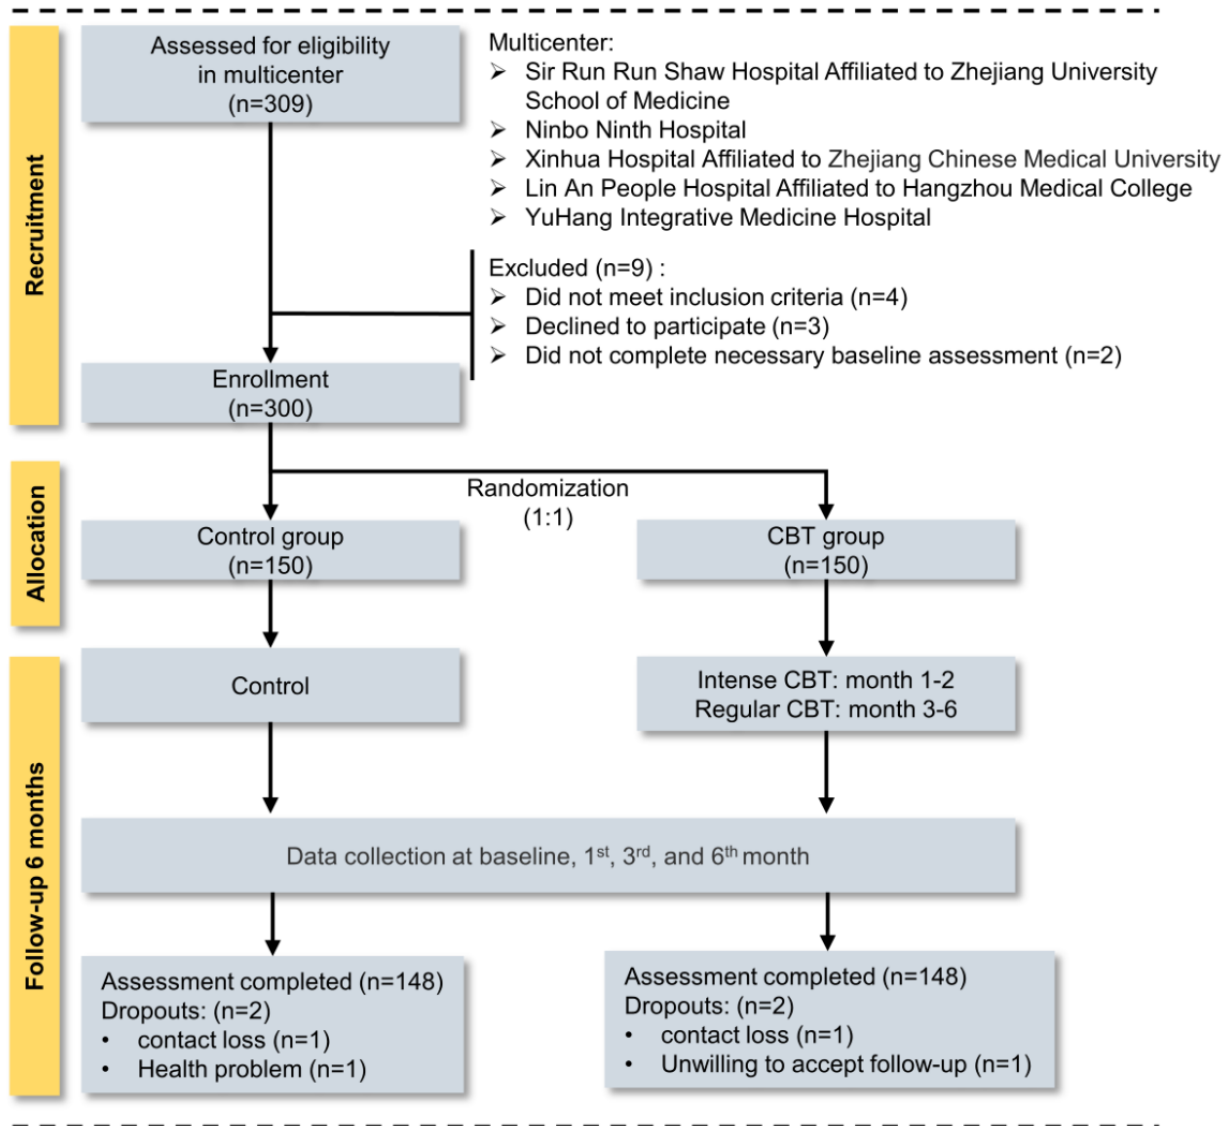 Recruitment
Assessed for eligibility
in multicenter
(n=309)
Multicenter:
➢ Sir Run Run Shaw Hospital Affiliated to Zhejiang University
School of Medicine
➢ Ninbo Ninth Hospital
➢ Xinhua Hospital Affiliated to Zhejiang Chinese Medical University
➢ Lin An People Hospital Affiliated to Hangzhou Medical College
➢ YuHang Integrative Medicine Hospital
Excluded (n=9) :
➢ Did not meet inclusion criteria (n=4)
➢ Declined to participate (n=3)
➢ Did not complete necessary baseline assessment (n=2)
Enrollment
(n=300)
Allocation
Randomization
(1:1)
Control group
(n=150)
CBT group
(n=150)
Follow-up 6 months
Control
Intense CBT: month 1-2
Regular CBT: month 3-6
Data collection at baseline, 1st, 3rd, and 6th month
Assessment completed (n=148)
Dropouts: (n=2)
• contact loss (n=1)
• Health problem (n=1)
Assessment completed (n=148)
Dropouts: (n=2)
• contact loss (n=1)
• Unwilling to accept follow-up (n=1)